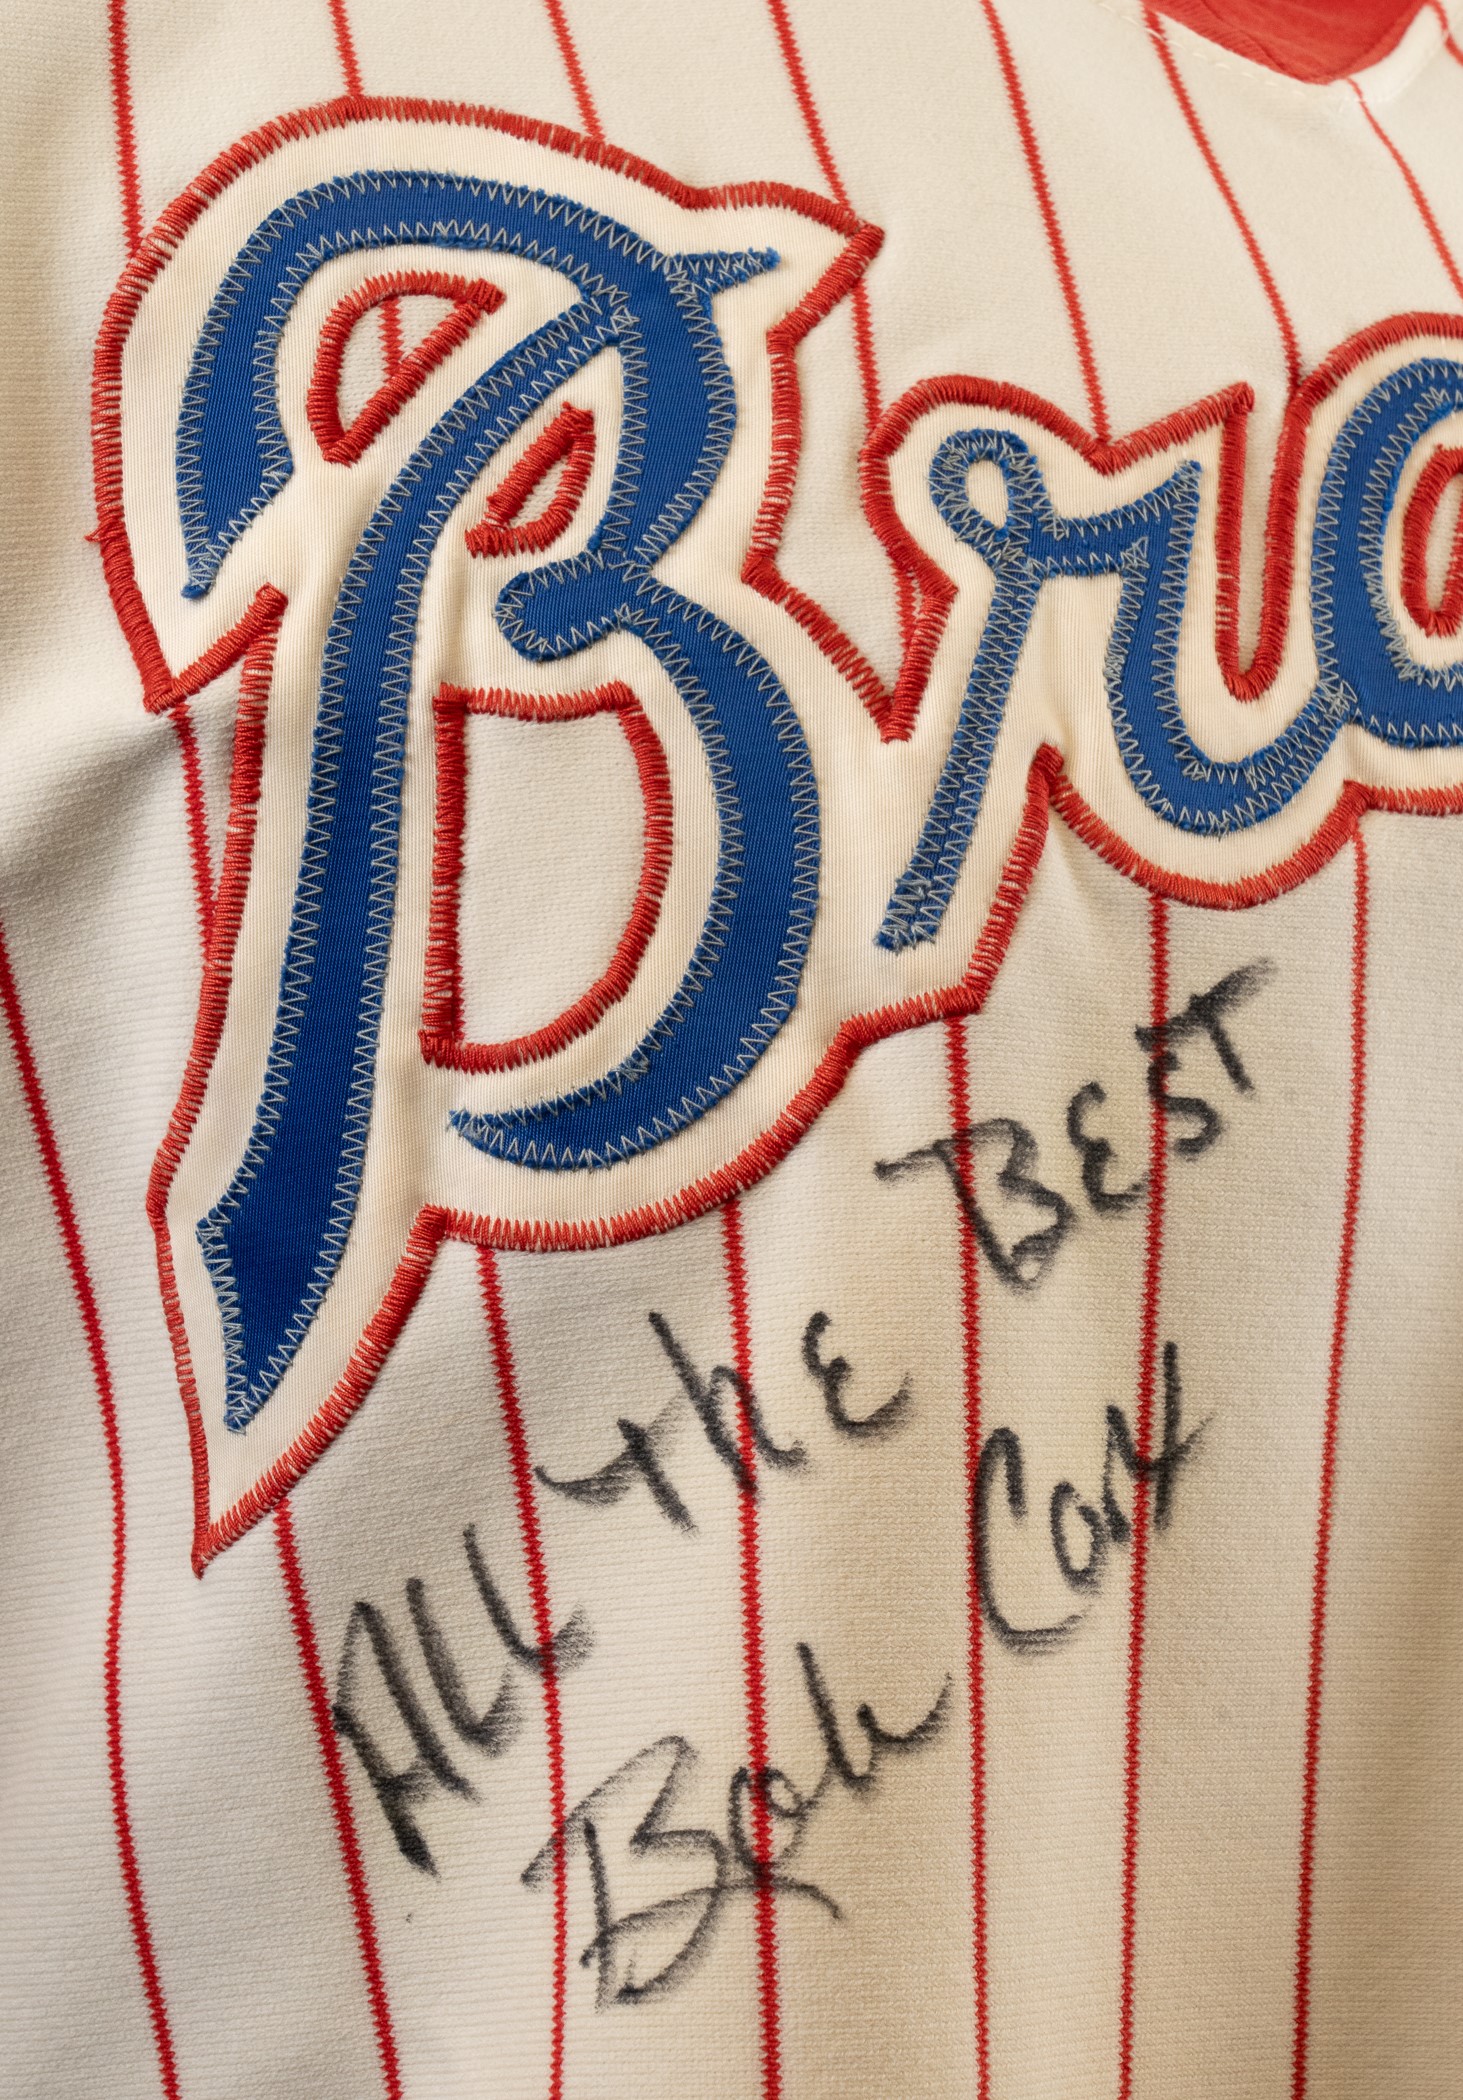 Bra
All the BEST
Bob Cox